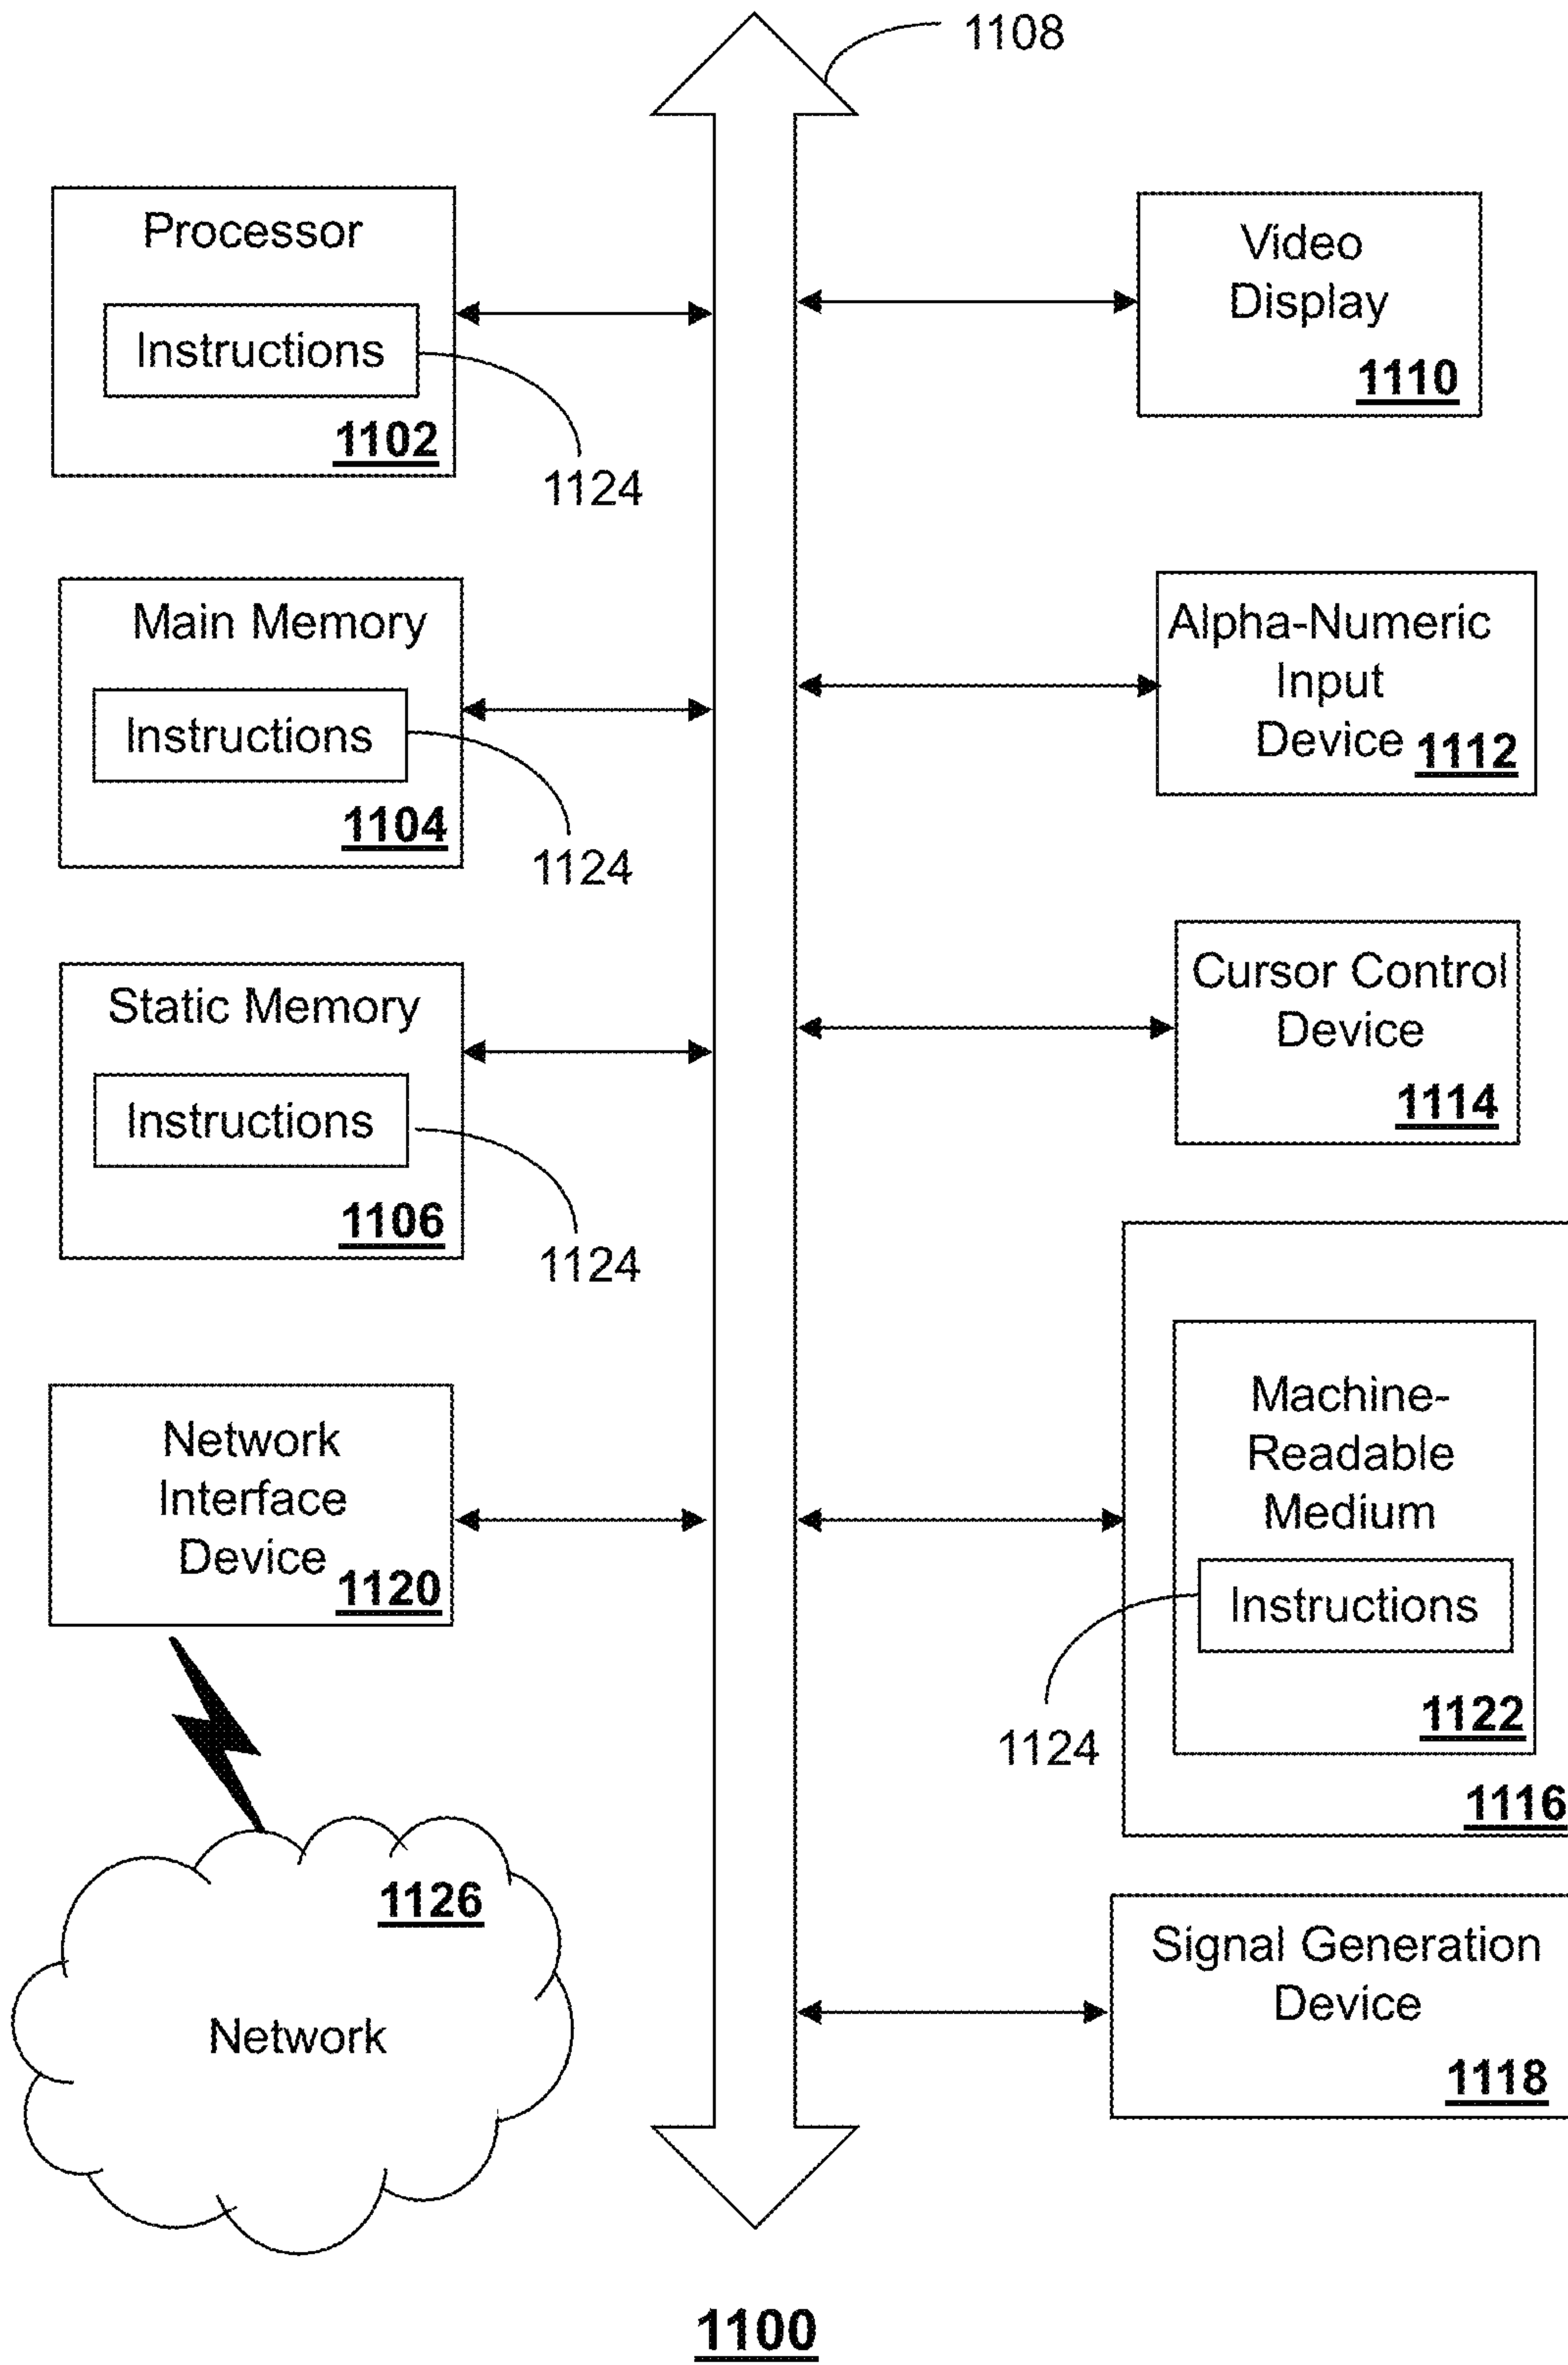 1108
Processor
Instructions
1102
1124
Main Memory
Instructions
1104
1124
Static Memory
Instructions
1106
1124
Network
Interface
Device
1120
1126
Network
Video
Display
1110
Alpha-Numeric
Input
Device 1112
Cursor Control
Device
1114
Machine-
Readable
Medium
Instructions
1122
1124
1116
Signal Generation
Device
1118
1100